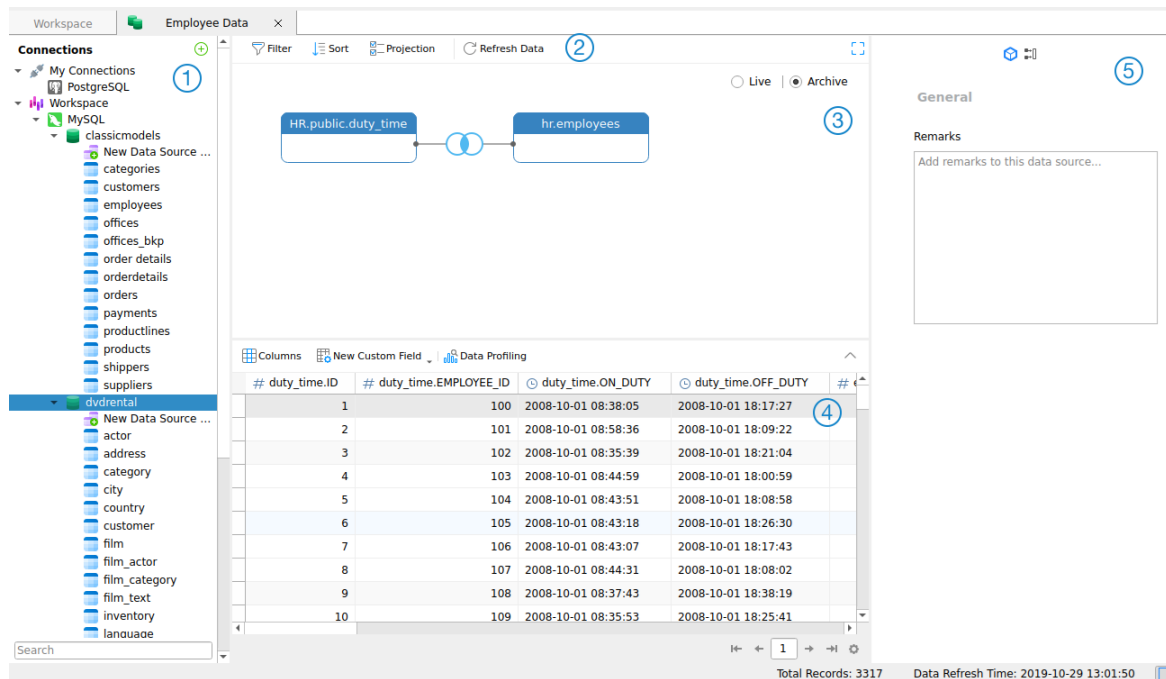 Workspace
Employee Data
Connections
1
My Connections
PostgreSQL
Workspace
MySQL
classicmodels
New Data Source ...
categories
customers
employees
offices
offices_bkp
order details
orderdetails
orders
payments
productlines
products
shippers
suppliers
dvdrental
New Data Source ...
actor
address
category
city
country
customer
film
film_actor
film_category
film_text
inventory
language
Search
Filter Sort Projection Refresh Data 2
Live Archive
3
HR.public.duty_time hr.employees
Columns New Custom Field Data Profiling
# duty_time.ID # duty_time.EMPLOYEE_ID duty_time.ON_DUTY duty_time.OFF_DUTY #
1 100 2008-10-01 08:38:05 2008-10-01 18:17:27
4
2 101 2008-10-01 08:58:36 2008-10-01 18:09:22
3 102 2008-10-01 08:35:39 2008-10-01 18:21:04
4 103 2008-10-01 08:44:59 2008-10-01 18:00:59
5 104 2008-10-01 08:43:51 2008-10-01 18:08:58
6 105 2008-10-01 08:43:18 2008-10-01 18:26:30
7 106 2008-10-01 08:43:07 2008-10-01 18:17:43
8 107 2008-10-01 08:44:31 2008-10-01 18:08:02
9 108 2008-10-01 08:37:43 2008-10-01 18:38:19
10 109 2008-10-01 08:35:53 2008-10-01 18:25:41
1
5
General
Remarks
Add remarks to this data source...
Total Records: 3317 Data Refresh Time: 2019-10-29 13:01:50